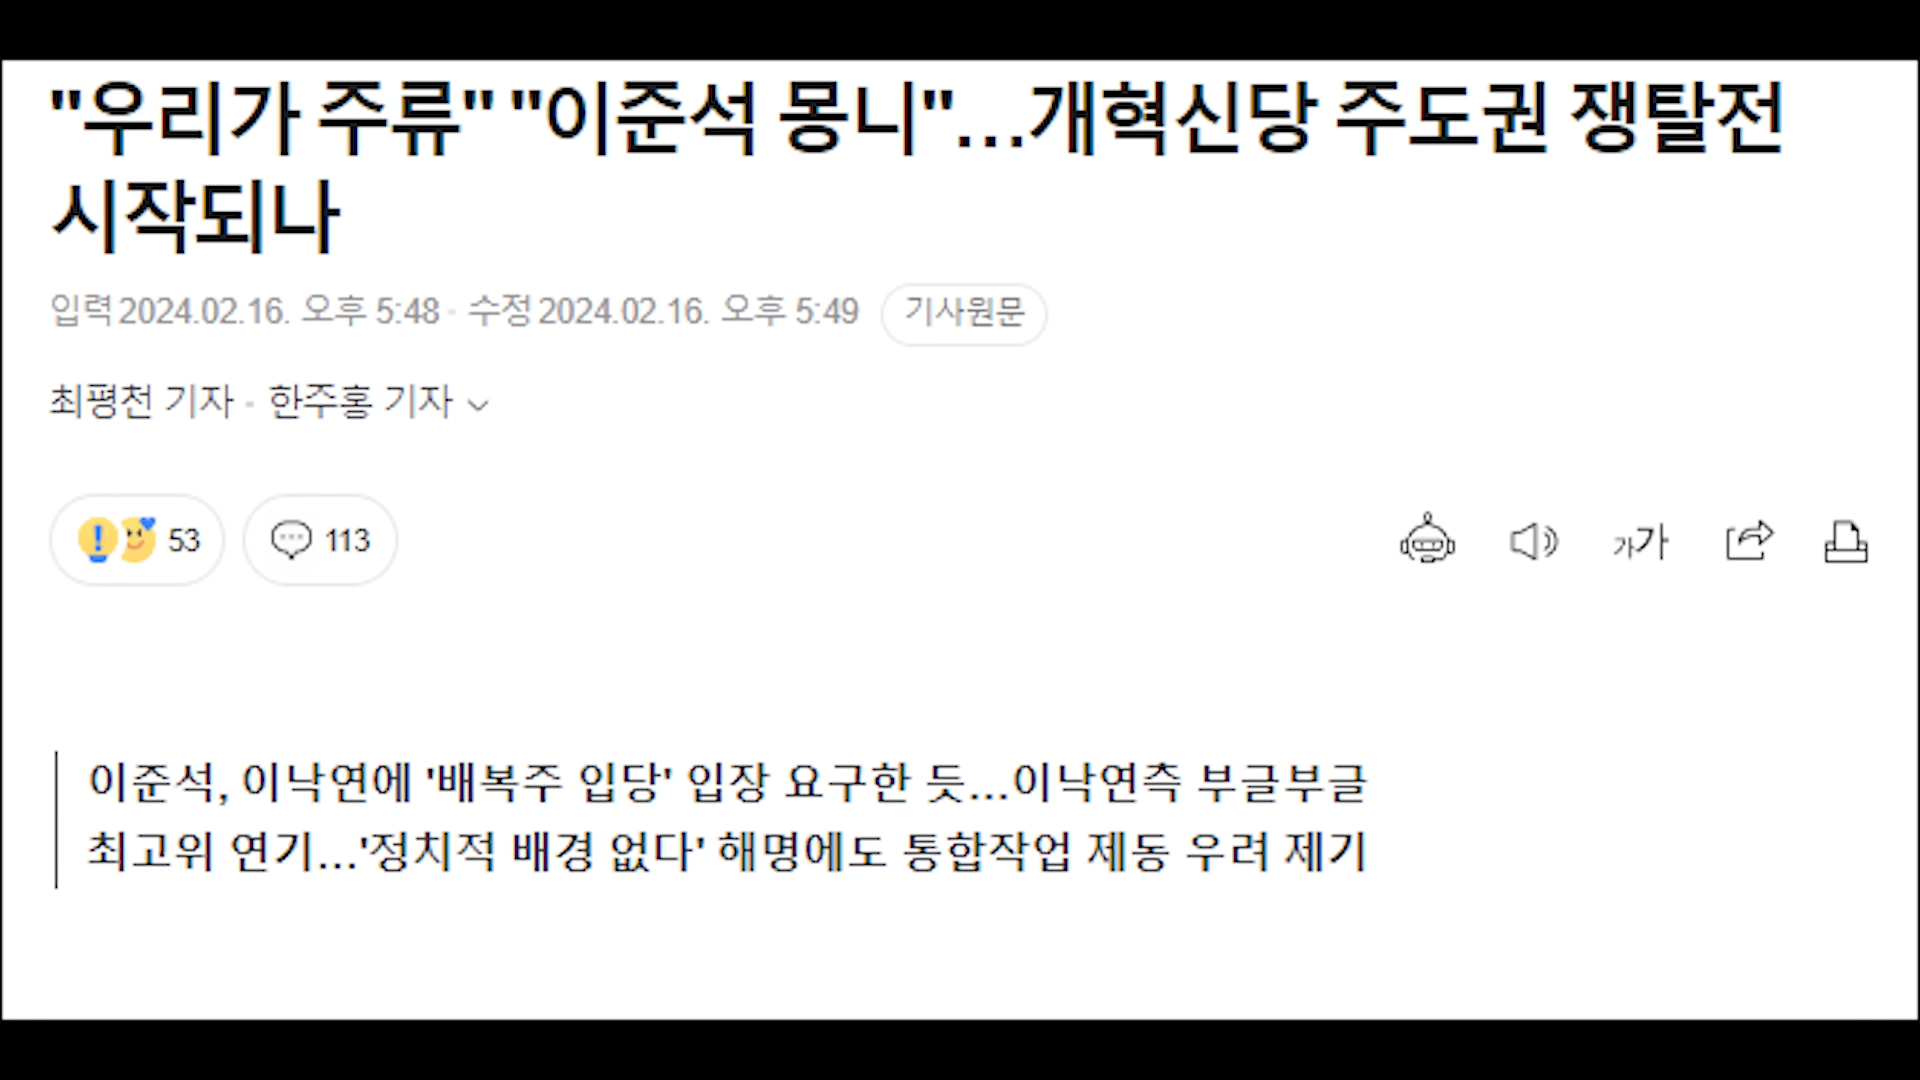 "우리가 주류" "이준석 몽니"…개혁신당 주도권 쟁탈전
시작되나
입력 2024.02.16. 오후 5:48 · 수정 2024.02.16. 오후 5:49 기사원문
최평천 기자 · 한주홍 기자
53 113 가가
이준석, 이낙연에 '배복주 입당' 입장 요구한 듯…이낙연측 부글부글
최고위 연기…'정치적 배경 없다' 해명에도 통합작업 제동 우려 제기